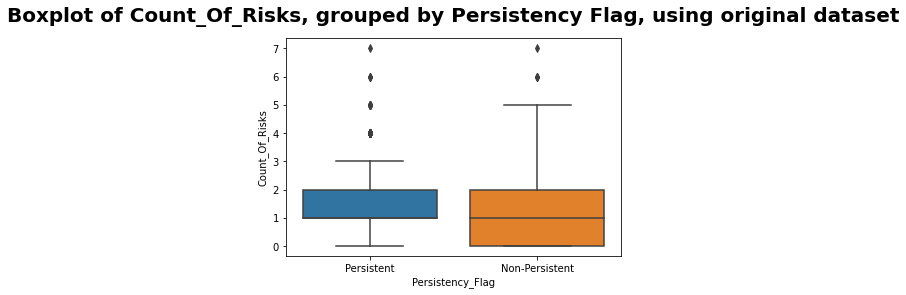 Boxplot of Count_Of_Risks, grouped by Persistency Flag, using original dataset
7
6
5
4
3
2
1
0
Count_Of_Risks
Persistent
Non-Persistent
Persistency_Flag